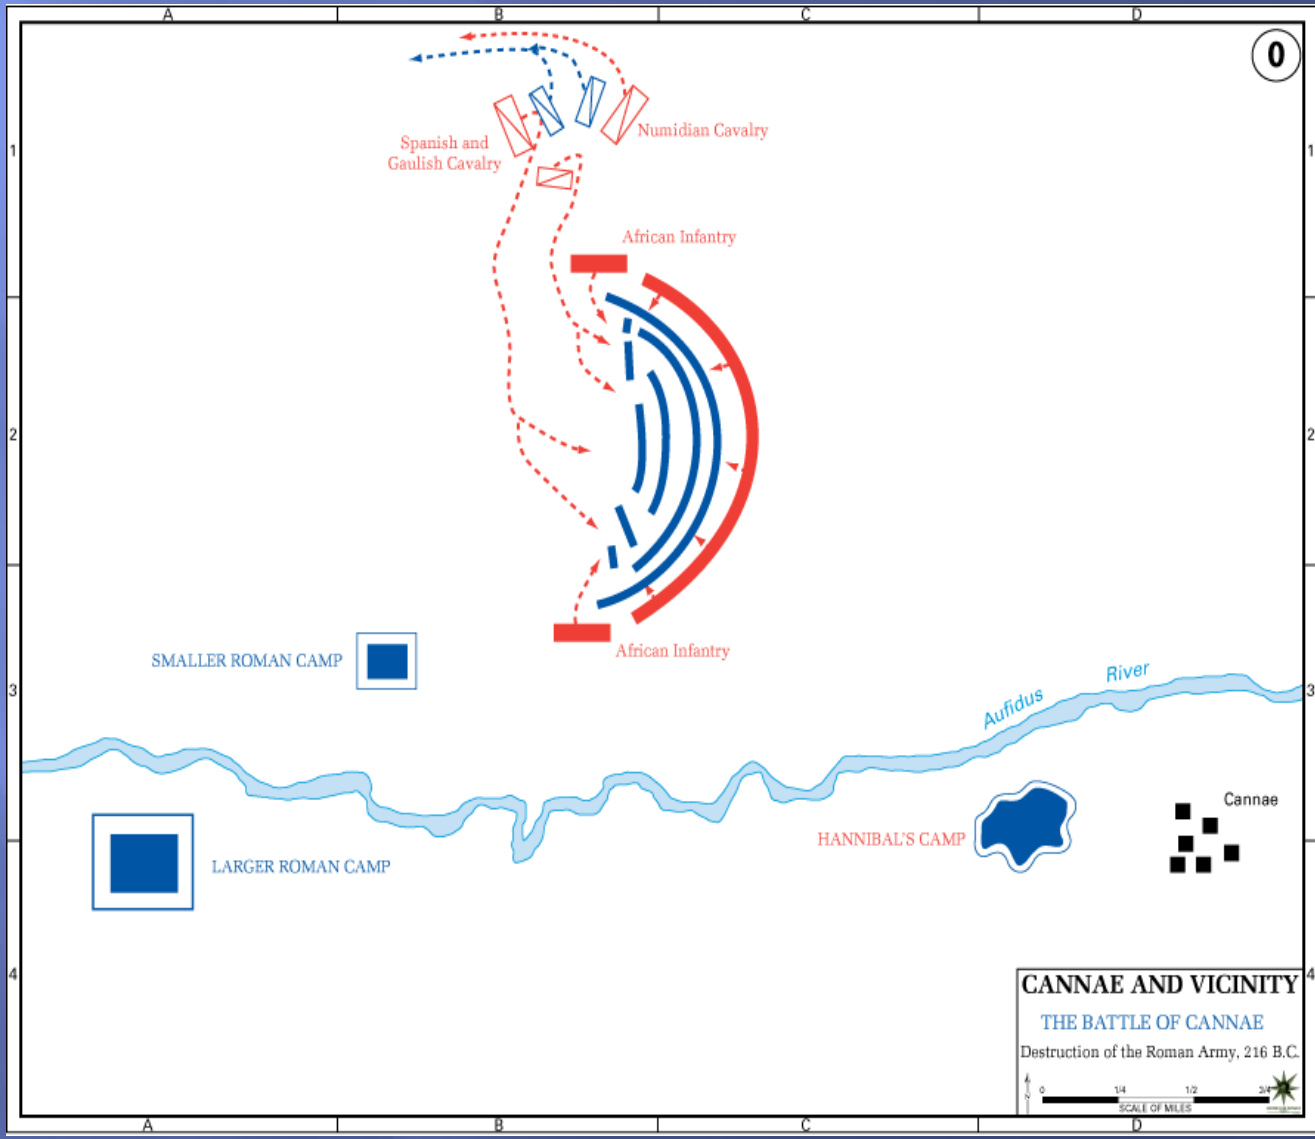 A B C D
0
Numidian Cavalry
Spanish and
Gaulish Cavalry
1 1
African Infantry
2 2
African Infantry
SMALLER ROMAN CAMP
River
Aufidus
3 3
Cannae
HANNIBAL'S CAMP
LARGER ROMAN CAMP
4 4
CANNAE AND VICINITY
THE BATTLE OF CANNAE
Destruction of the Roman Army, 216 B.C.
0 1/4 1/2 3/4
SCALE OF MILES
A B C D